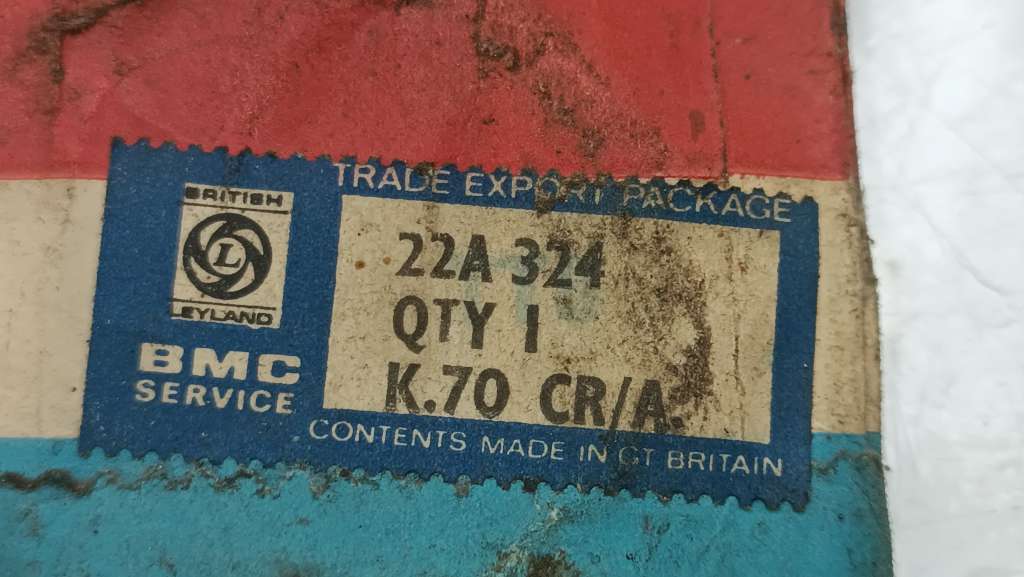 TRADE EXPORT PACKAGE
BRITISH
L
LEYLAND
BMC
SERVICE
22A 324
QTY 1
K.70 CR/A.
CONTENTS MADE IN GT BRITAIN